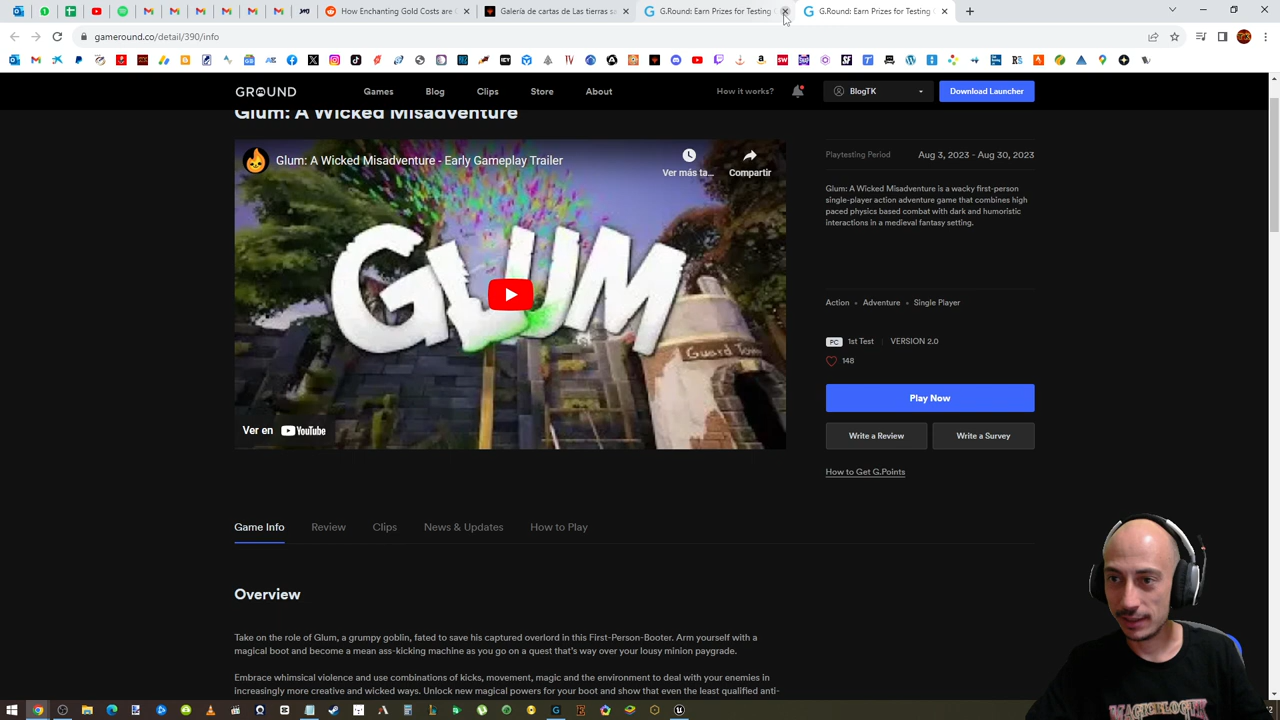 How Enchanting Gold Costs are
Galería de cartas de Las tierras sa
G.Round: Earn Prizes for Testing
G.Round: Earn Prizes for Testing
gameround.co/detail/390/info
GROUND
Games
Blog
Clips
Store
About
How it works?
BlogTK
Download Launcher
Glum: A Wicked Misadventure
Glum: A Wicked Misadventure - Early Gameplay Trailer
Ver más ta...
Compartir
GLUM
Guard Tow
Ver en YouTube
Playtesting Period
Aug 3, 2023 - Aug 30, 2023
Glum: A Wicked Misadventure is a wacky first-person
single-player action adventure game that combines high
paced physics based combat with dark and humoristic
interactions in a medieval fantasy setting.
Action • Adventure • Single Player
PC 1st Test | VERSION 2.0
148
Play Now
Write a Review
Write a Survey
How to Get G.Points
Game Info
Review
Clips
News & Updates
How to Play
Overview
Take on the role of Glum, a grumpy goblin, fated to save his captured overlord in this First-Person-Booter. Arm yourself with a
magical boot and become a mean ass-kicking machine as you go on a quest that's way over your lousy minion paygrade.
Embrace whimsical violence and use combinations of kicks, movement, magic and the environment to deal with your enemies in
increasingly more creative and wicked ways. Unlock new magical powers for your boot and show that even the least qualified anti-